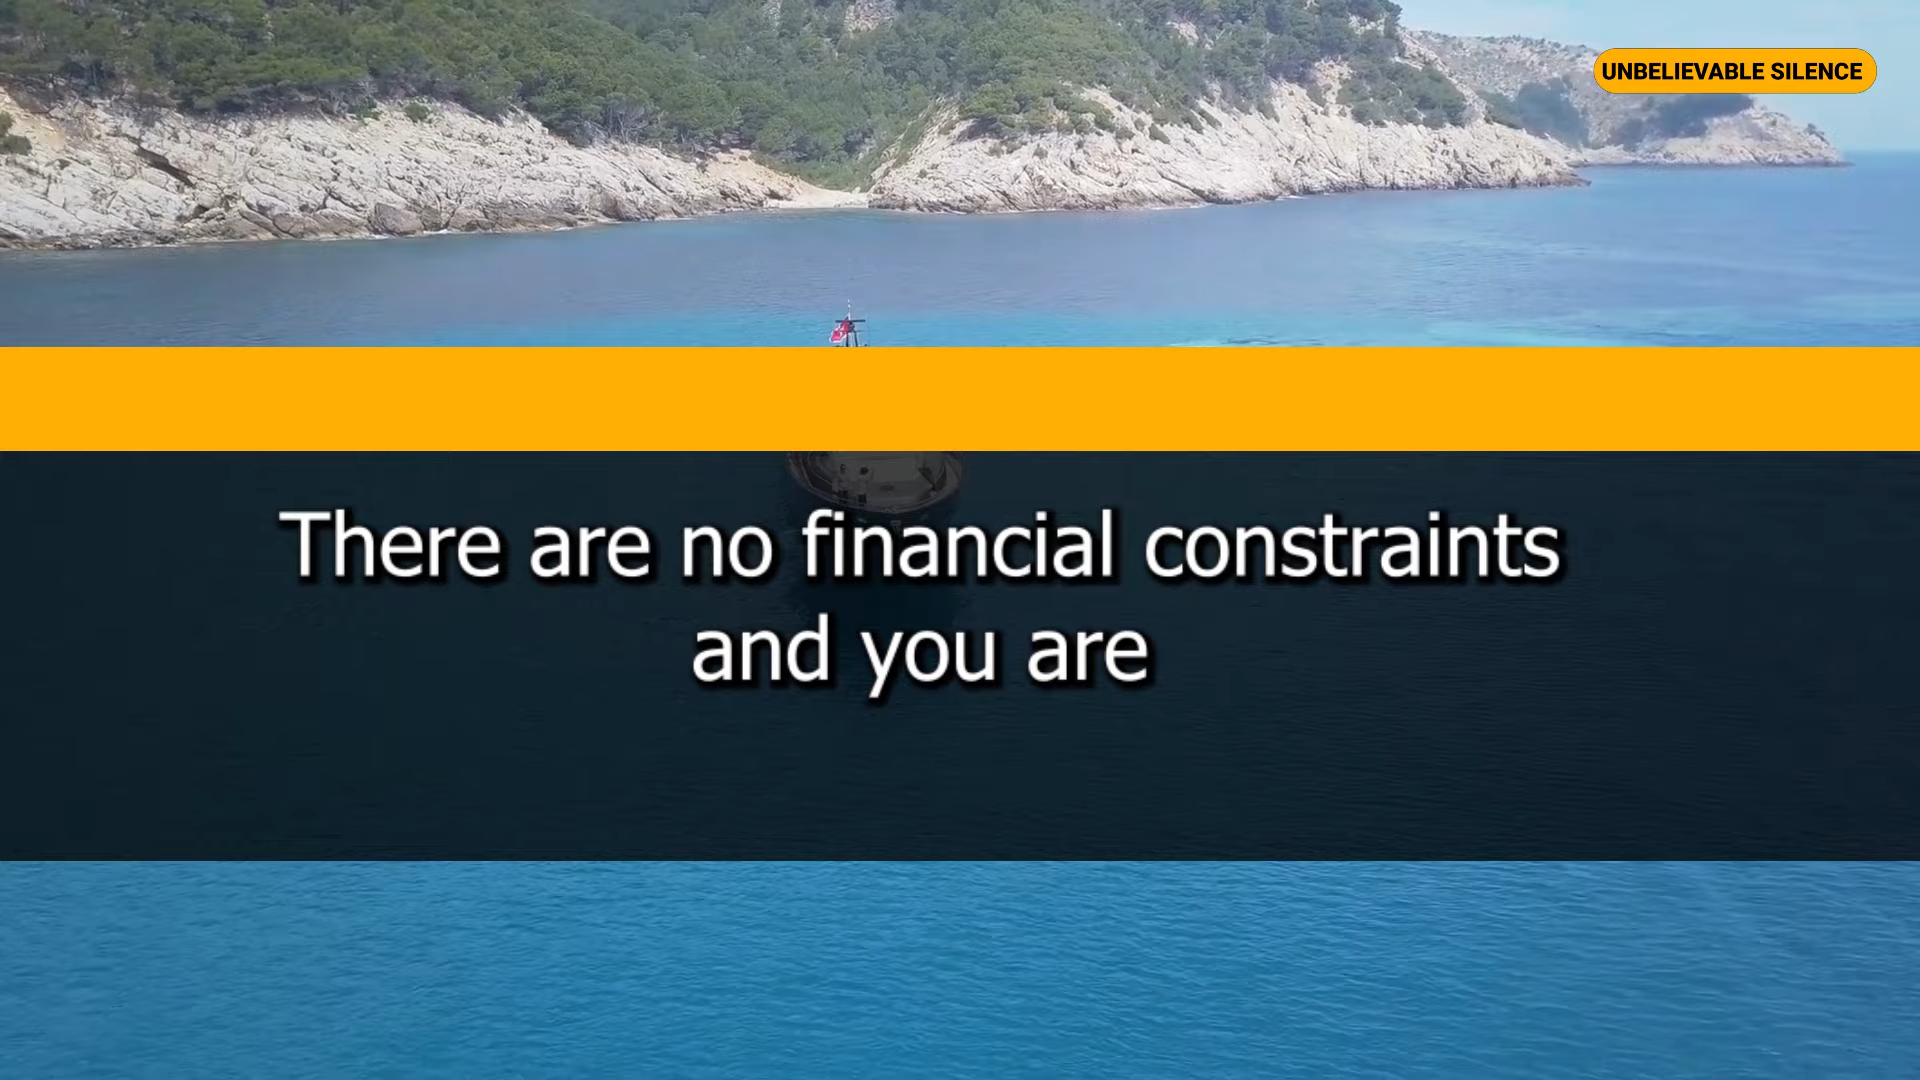 UNBELIEVABLE SILENCE
There are no financial constraints
and you are